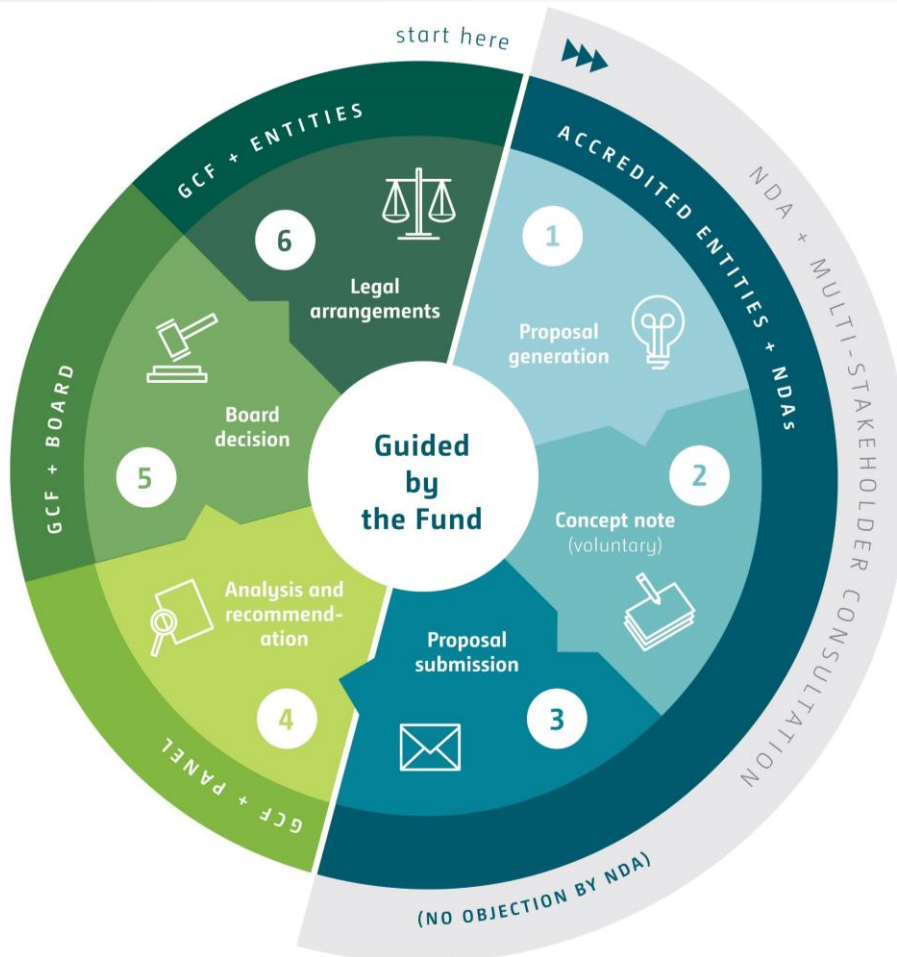 start here
ACCREDITED ENTITIES + NDAs
NDA + MULTI-STAKEHOLDER CONSULTATION
(NO OBJECTION BY NDA)
1
Proposal
generation
2
Concept note
(voluntary)
3
Proposal
submission
GCF + PANEL
4
Analysis and
recommend-
ation
GCF + BOARD
5
Board
decision
GCF + ENTITIES
6
Legal
arrangements
Guided
by
the Fund